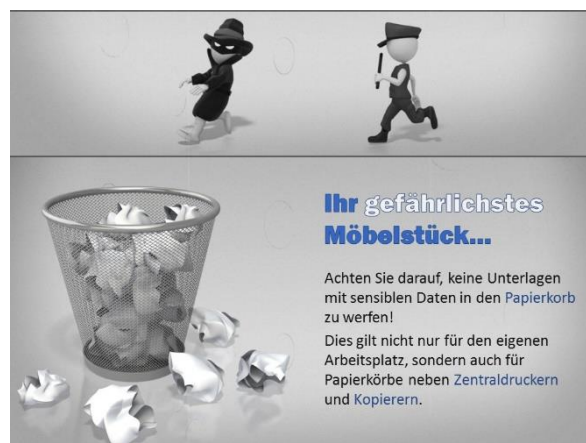 Ihr gefährlichstes
Möbelstück...
Achten Sie darauf, keine Unterlagen
mit sensiblen Daten in den Papierkorb
zu werfen!
Dies gilt nicht nur für den eigenen
Arbeitsplatz, sondern auch für
Papierkörbe neben Zentraldruckern
und Kopierern.